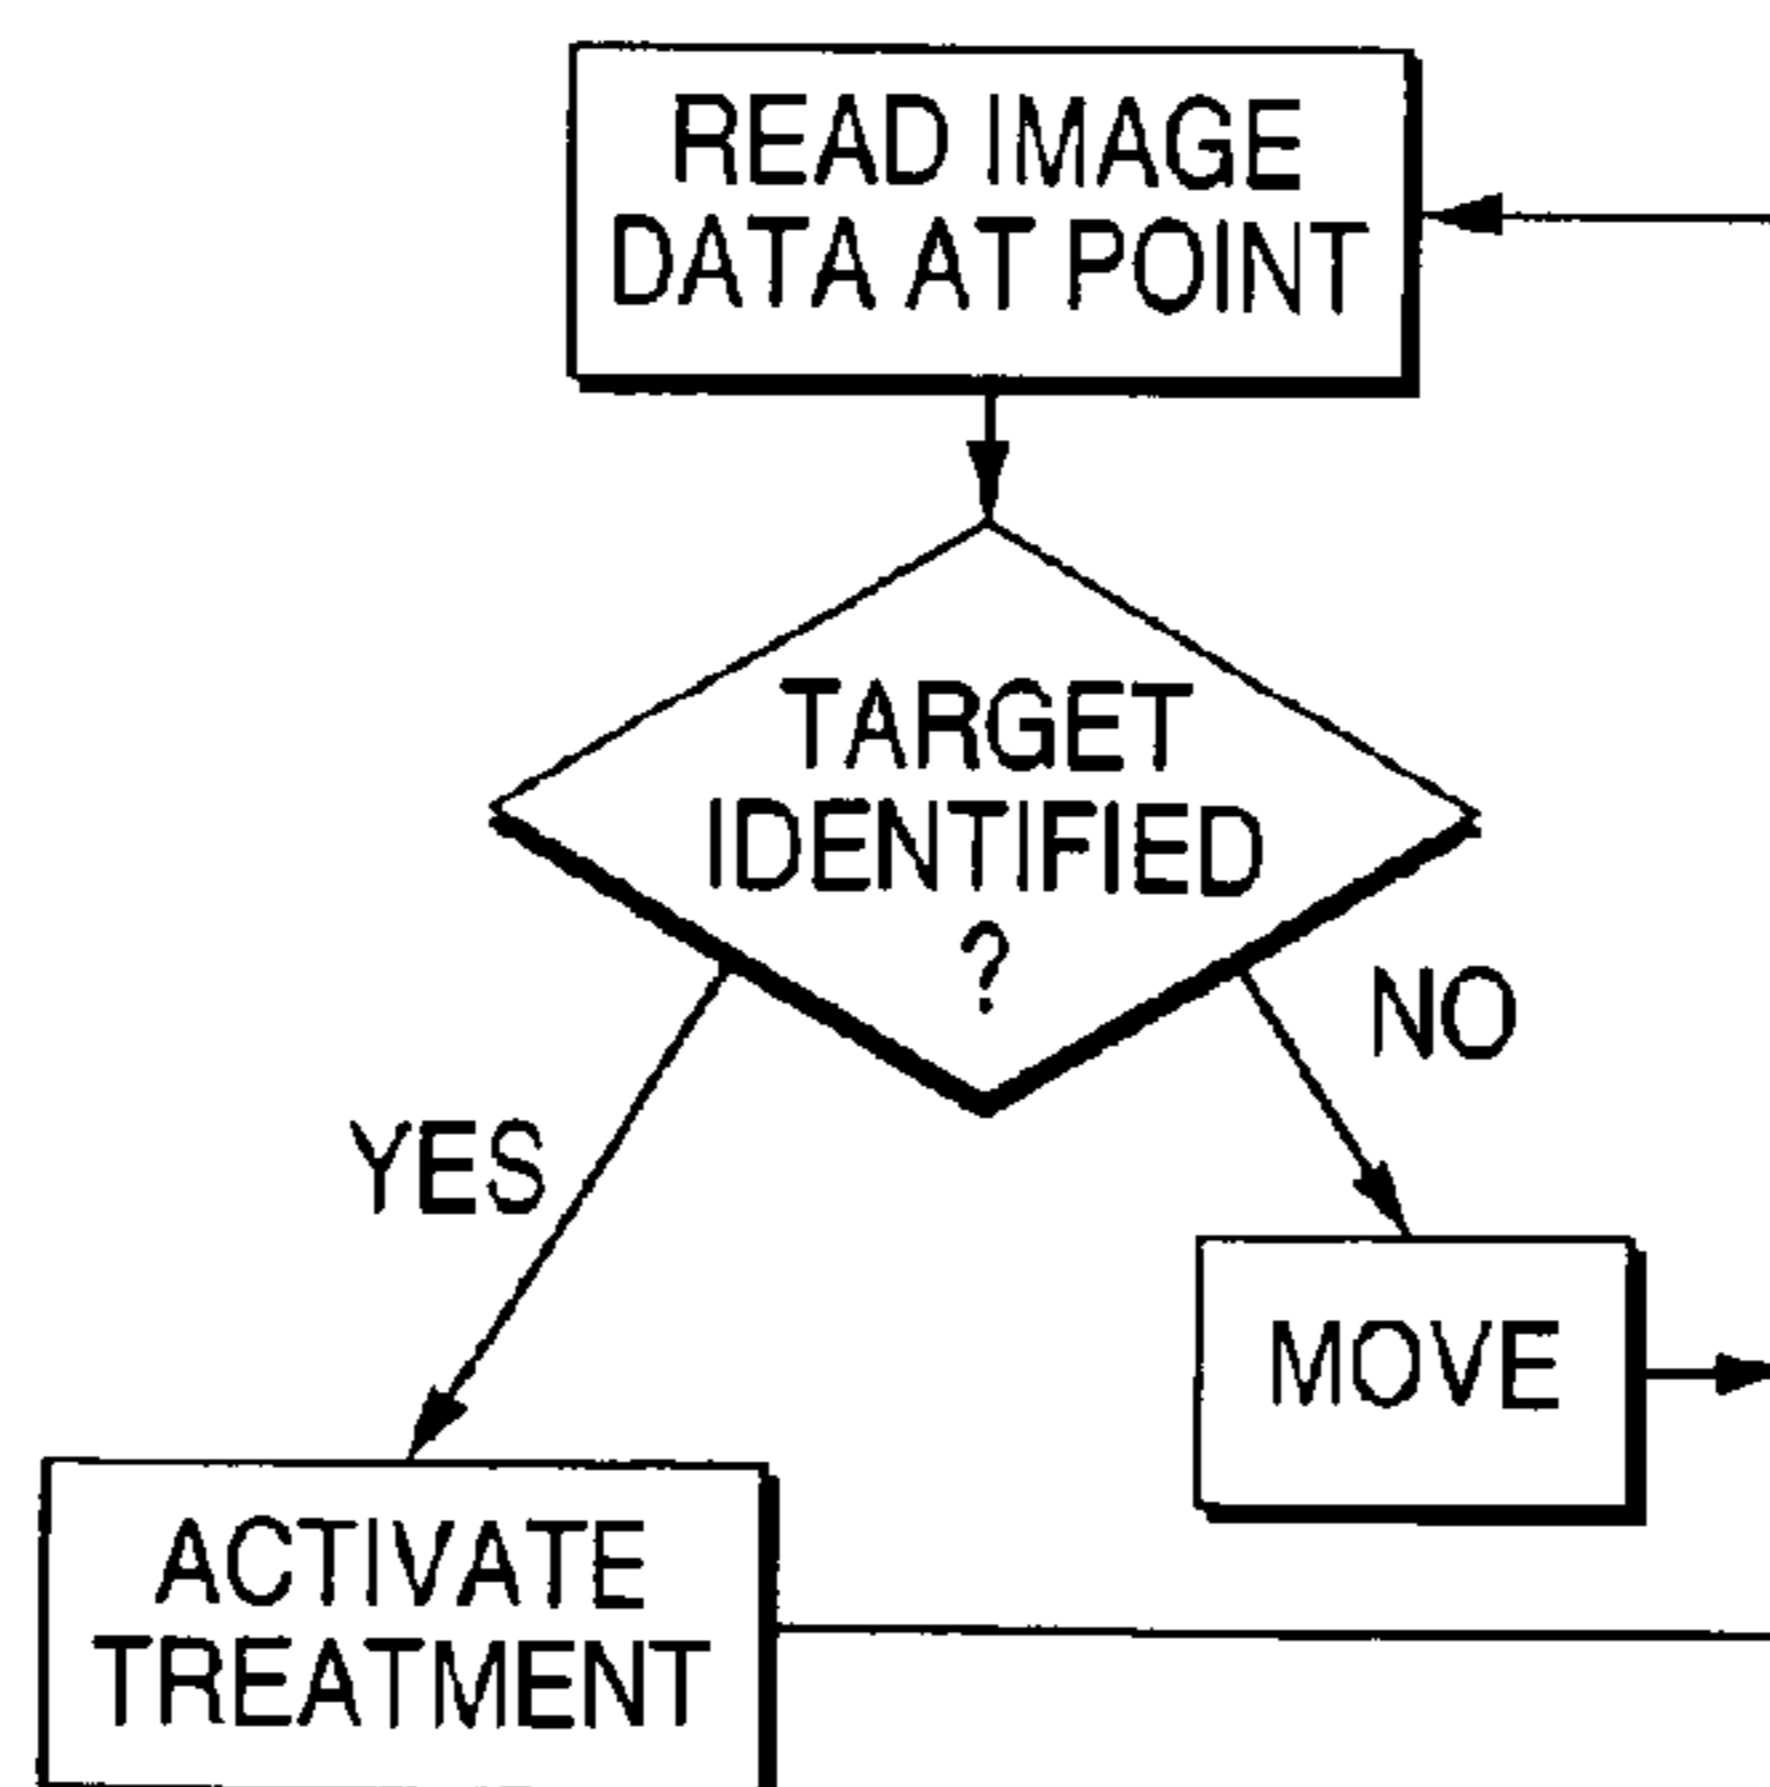 READ IMAGE
DATA AT POINT
TARGET
IDENTIFIED
?
NO
YES
MOVE
ACTIVATE
TREATMENT